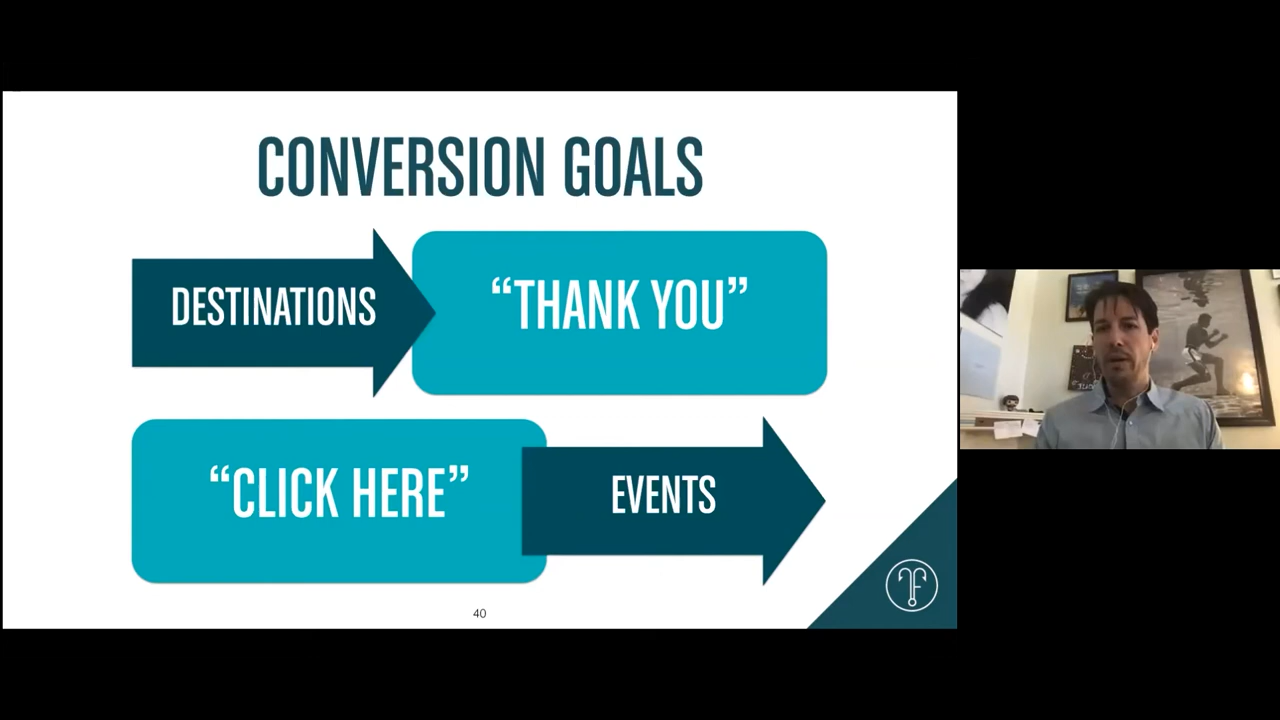 CONVERSION GOALS
DESTINATIONS
“THANK YOU”
“CLICK HERE”
EVENTS
40